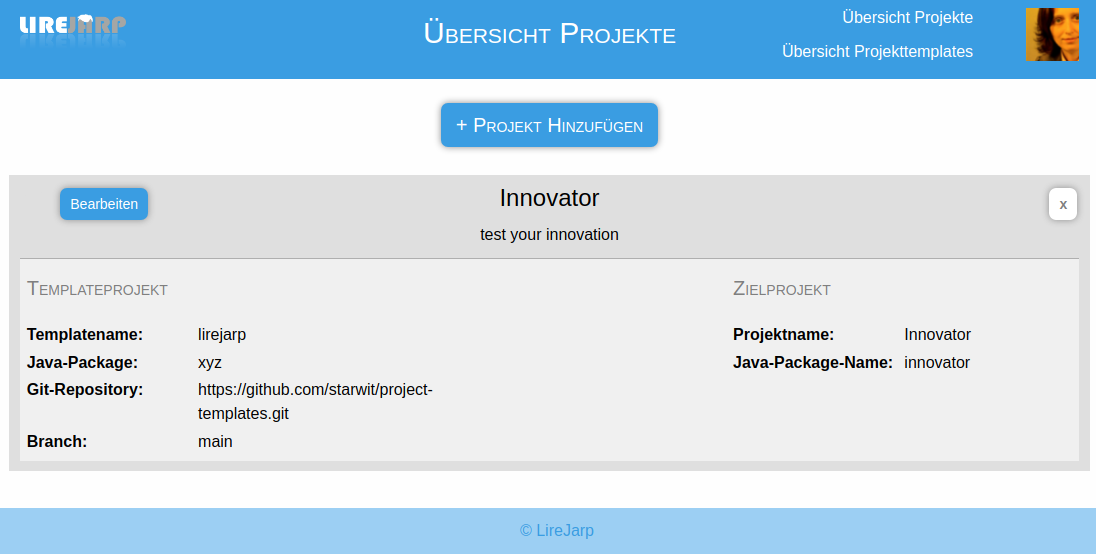 LIREJARP
Übersicht Projekte
Übersicht Projekte
Übersicht Projekttemplates
+ Projekt Hinzufügen
Bearbeiten
Innovator
x
test your innovation
Templateprojekt
Templatename: lirejarp
Java-Package: xyz
Git-Repository: https://github.com/starwit/project-
templates.git
Branch: main
Zielprojekt
Projektname: Innovator
Java-Package-Name: innovator
© LireJarp